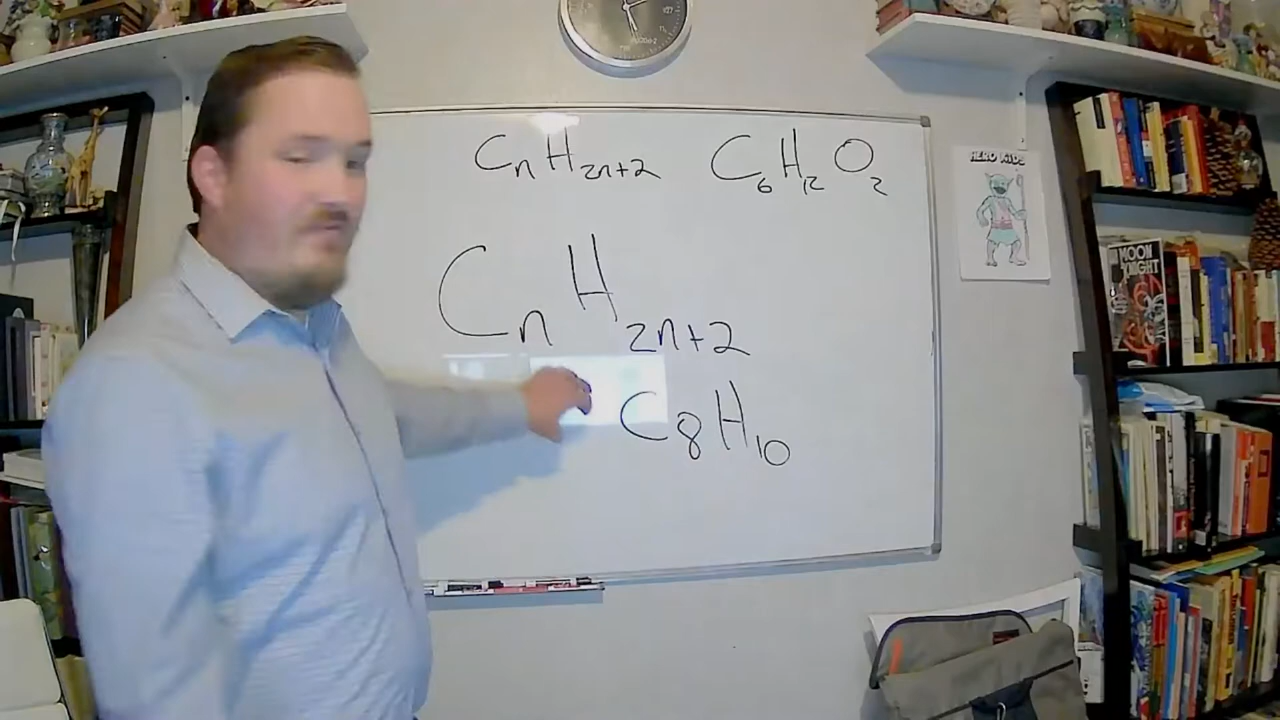 CnH2n+2 C6H12O2
CnH2n+2
C8H10
HERO KIDS
MOON KNIGHT